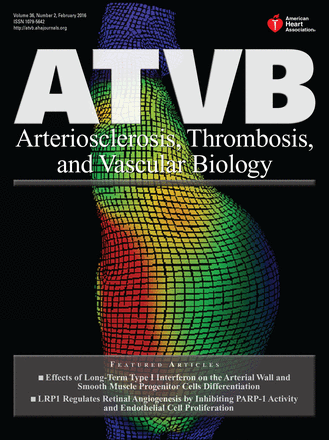 Volume 36, Number 2, February 2016
ISSN 1079-5642
http://atvb.ahajournals.org
American
Heart
Association®
ATVB
Arteriosclerosis, Thrombosis,
and Vascular Biology
Featured Articles
■ Effects of Long-Term Type I Interferon on the Arterial Wall and
Smooth Muscle Progenitor Cells Differentiation
■ LRP1 Regulates Retinal Angiogenesis by Inhibiting PARP-1 Activity
and Endothelial Cell Proliferation